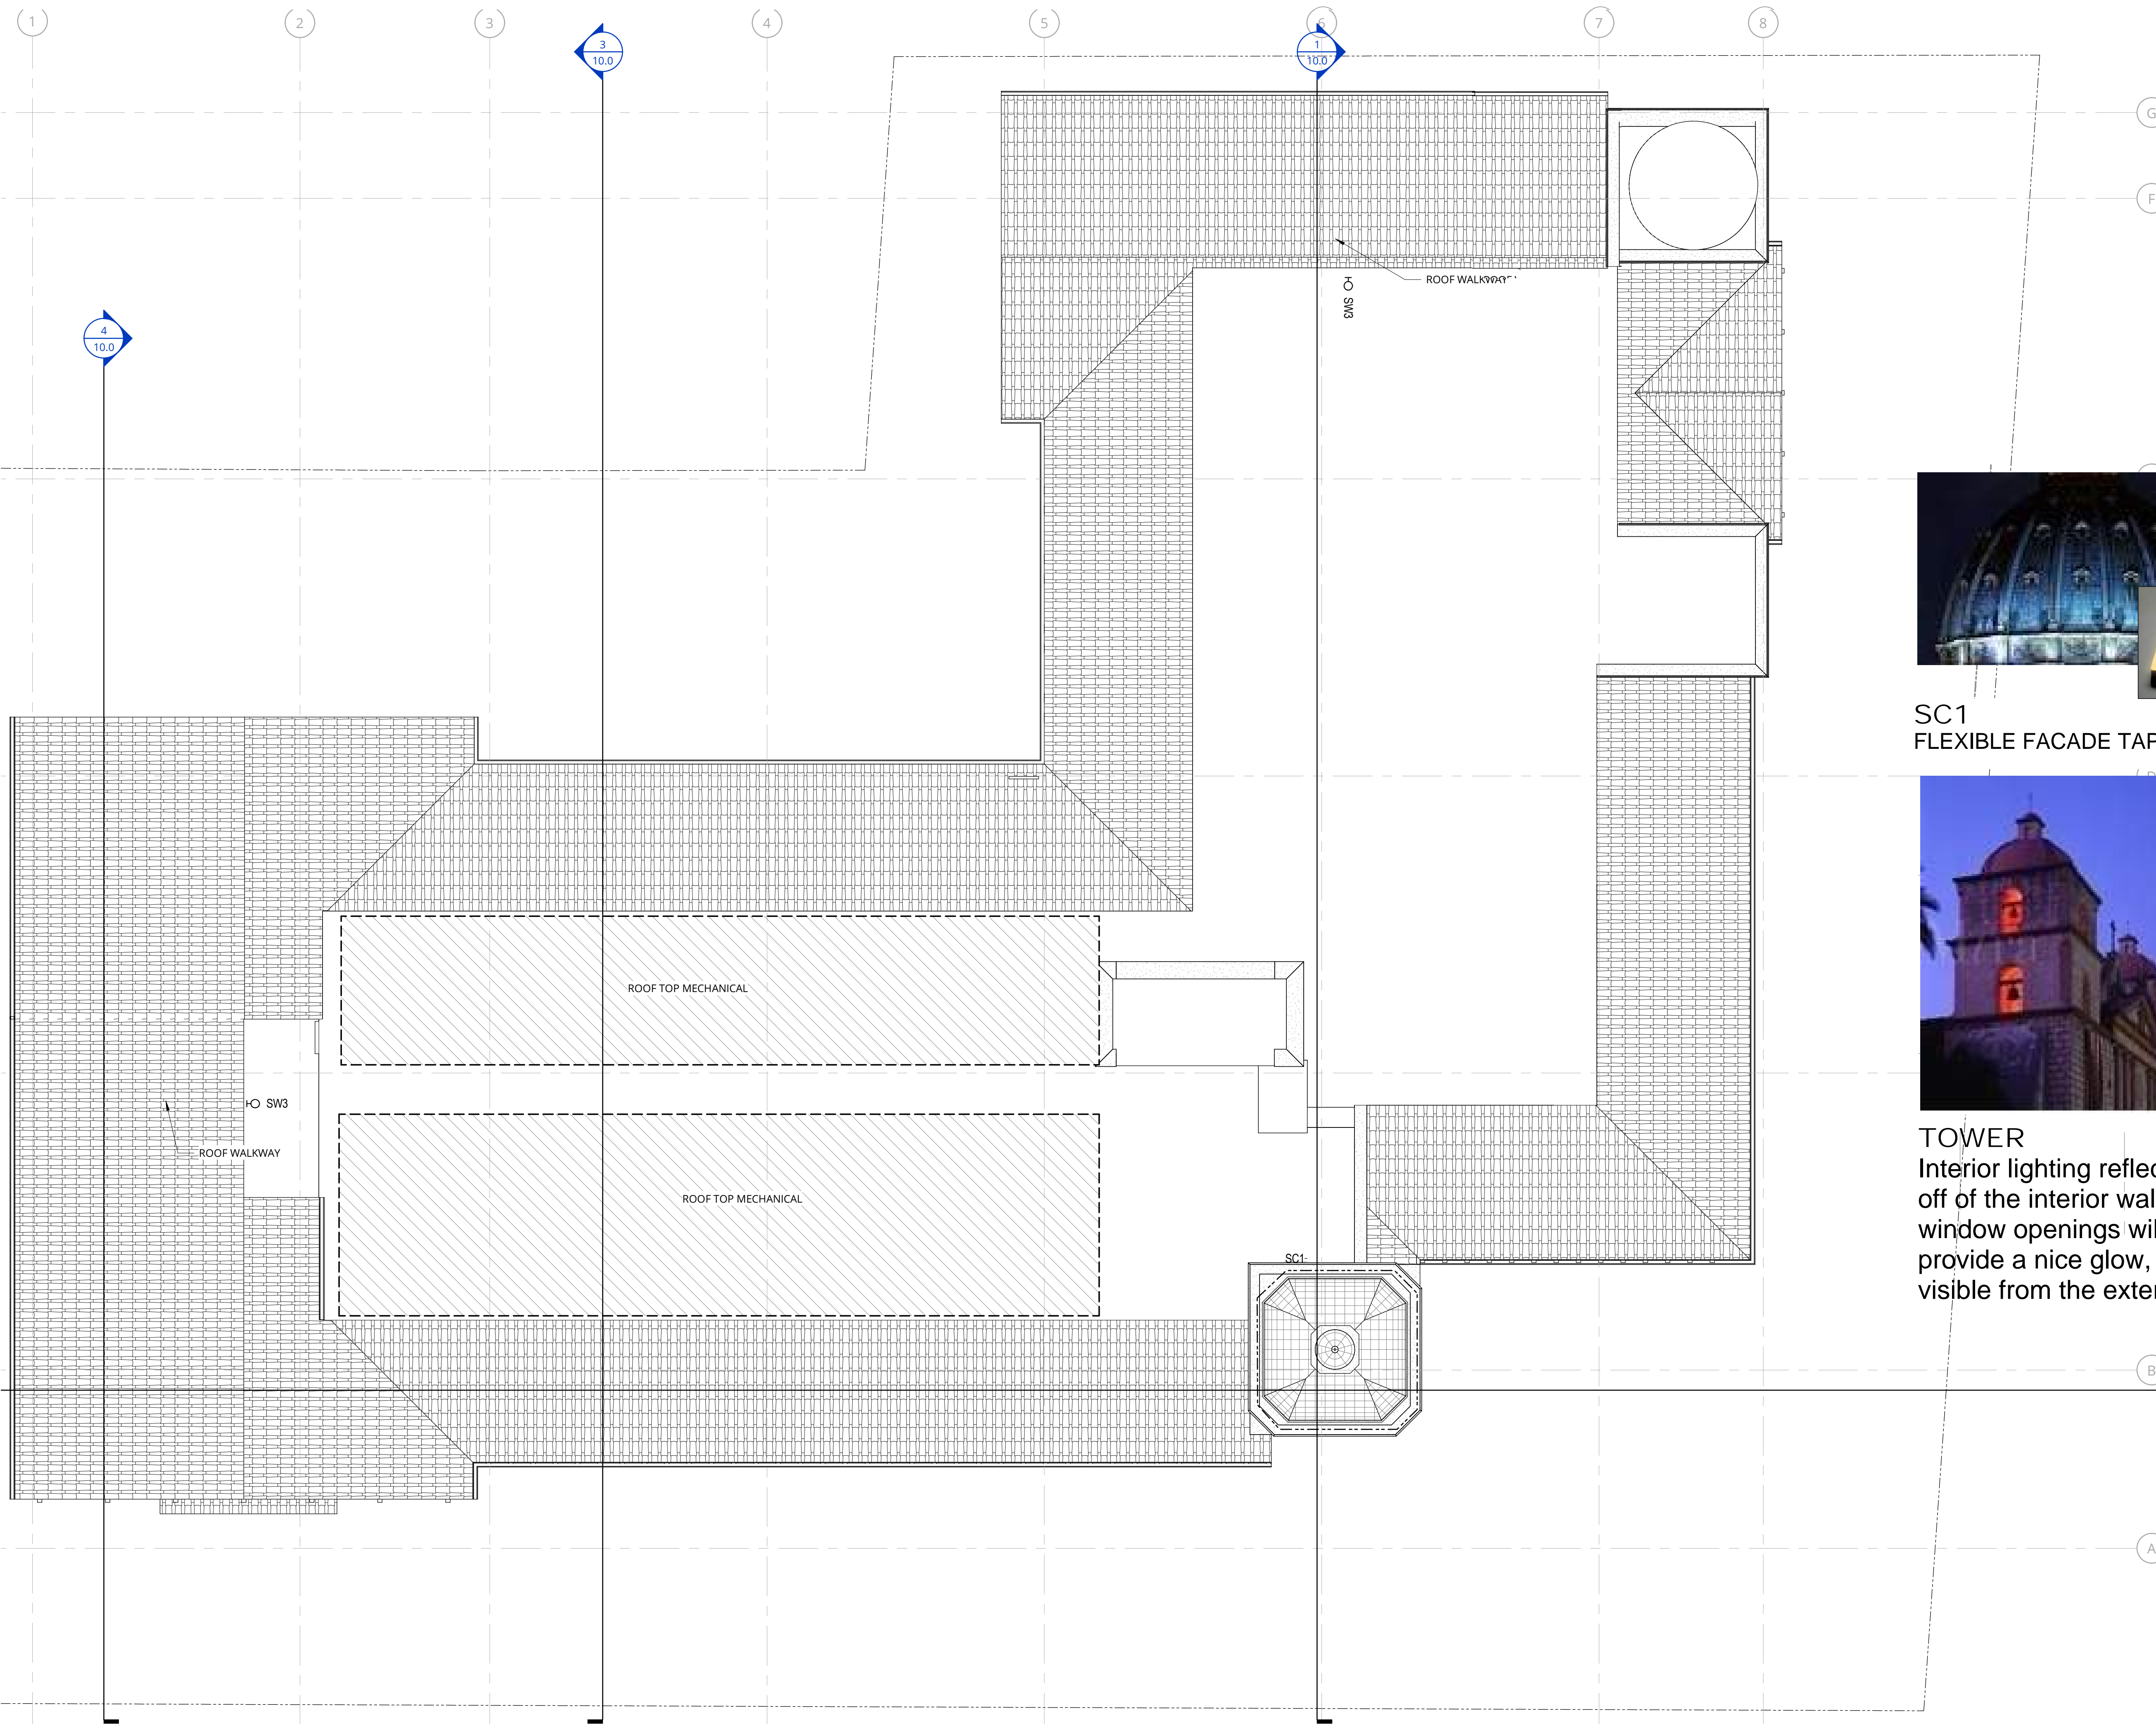 1
2
3
4
5
6
7
8
3
10.0
1
10.0
G
F
ROOF WALKWAY
SW3
4
10.0
SC1
FLEXIBLE FACADE TAP
ROOF TOP MECHANICAL
SW3
ROOF WALKWAY
ROOF TOP MECHANICAL
TOWER
Interior lighting reflec
off of the interior wal
window openings wil
provide a nice glow,
visible from the exter
SC1
B
A